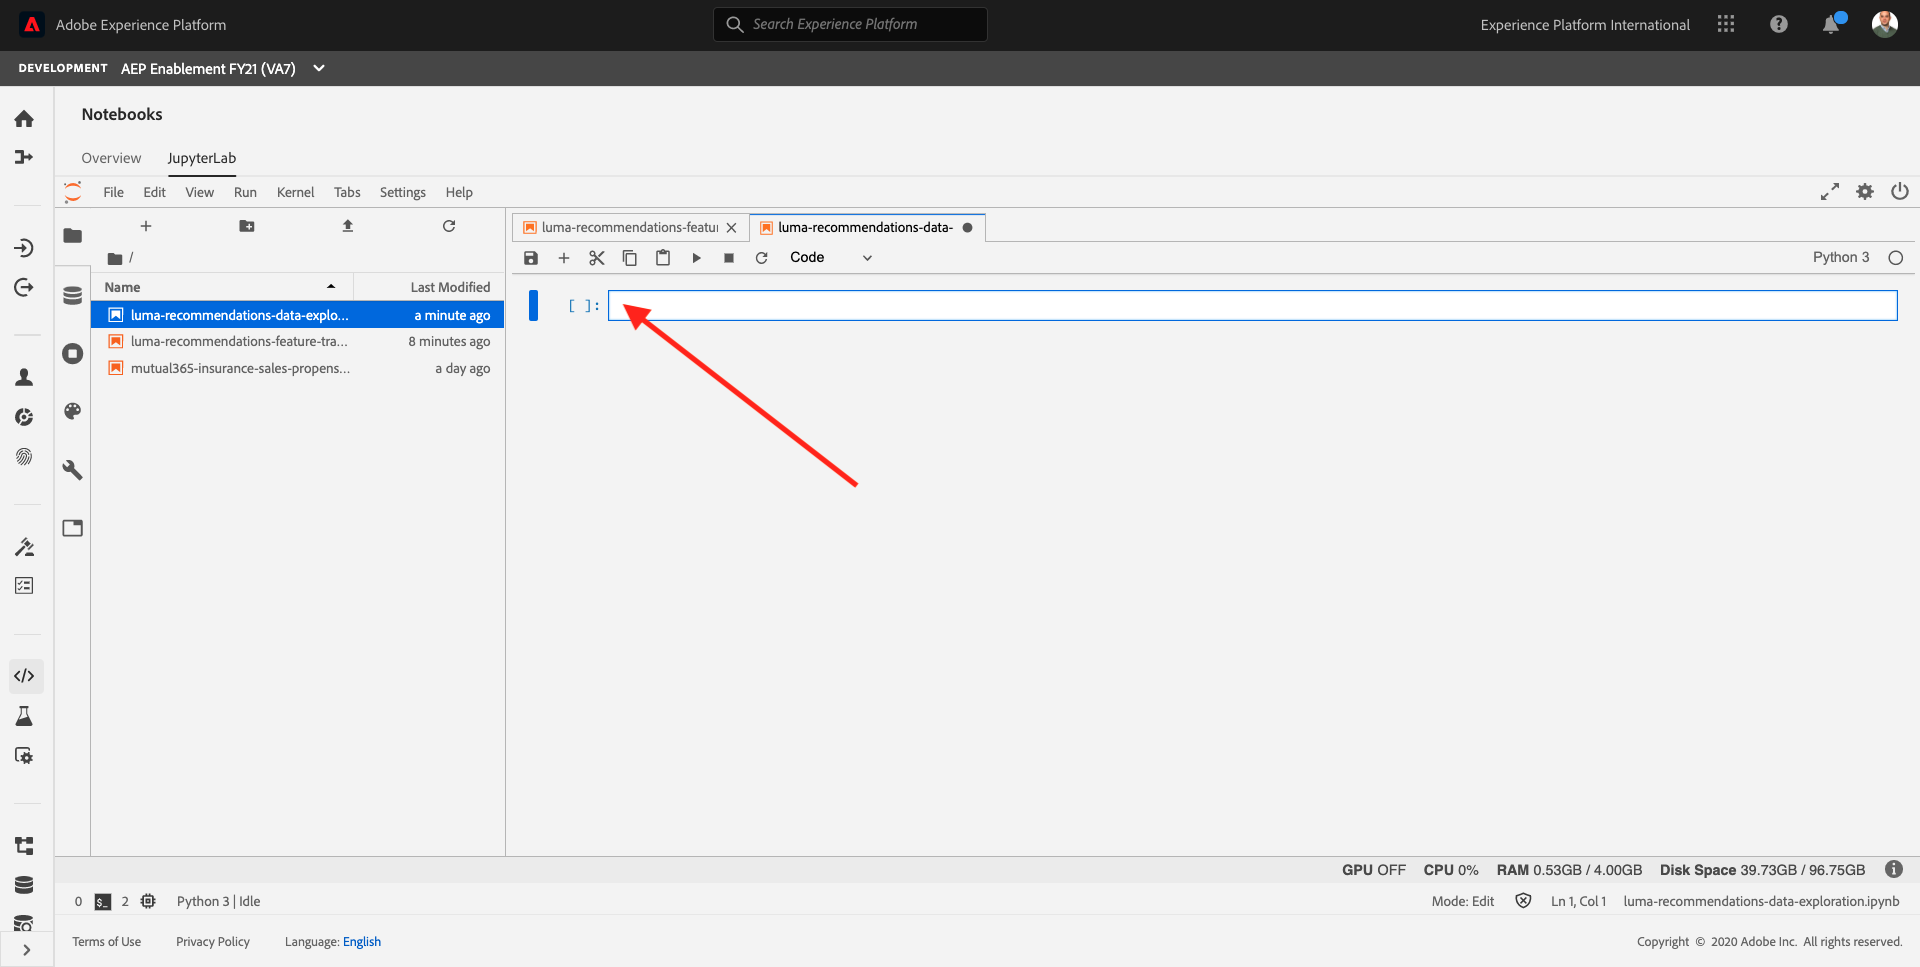 Adobe Experience Platform
Search Experience Platform
Experience Platform International
DEVELOPMENT AEP Enablement FY21 (VA7)
Notebooks
Overview JupyterLab
File Edit View Run Kernel Tabs Settings Help
luma-recommendations-featur
luma-recommendations-data-
/
Code
Python 3
Name Last Modified
luma-recommendations-data-explo... a minute ago
luma-recommendations-feature-tra... 8 minutes ago
mutual365-insurance-sales-propens... a day ago
[ ]:
GPU OFF CPU 0% RAM 0.53GB / 4.00GB Disk Space 39.73GB / 96.75GB
0 $_ 2 Python 3 | Idle
Mode: Edit Ln 1, Col 1 luma-recommendations-data-exploration.ipynb
Terms of Use Privacy Policy Language: English
Copyright © 2020 Adobe Inc. All rights reserved.